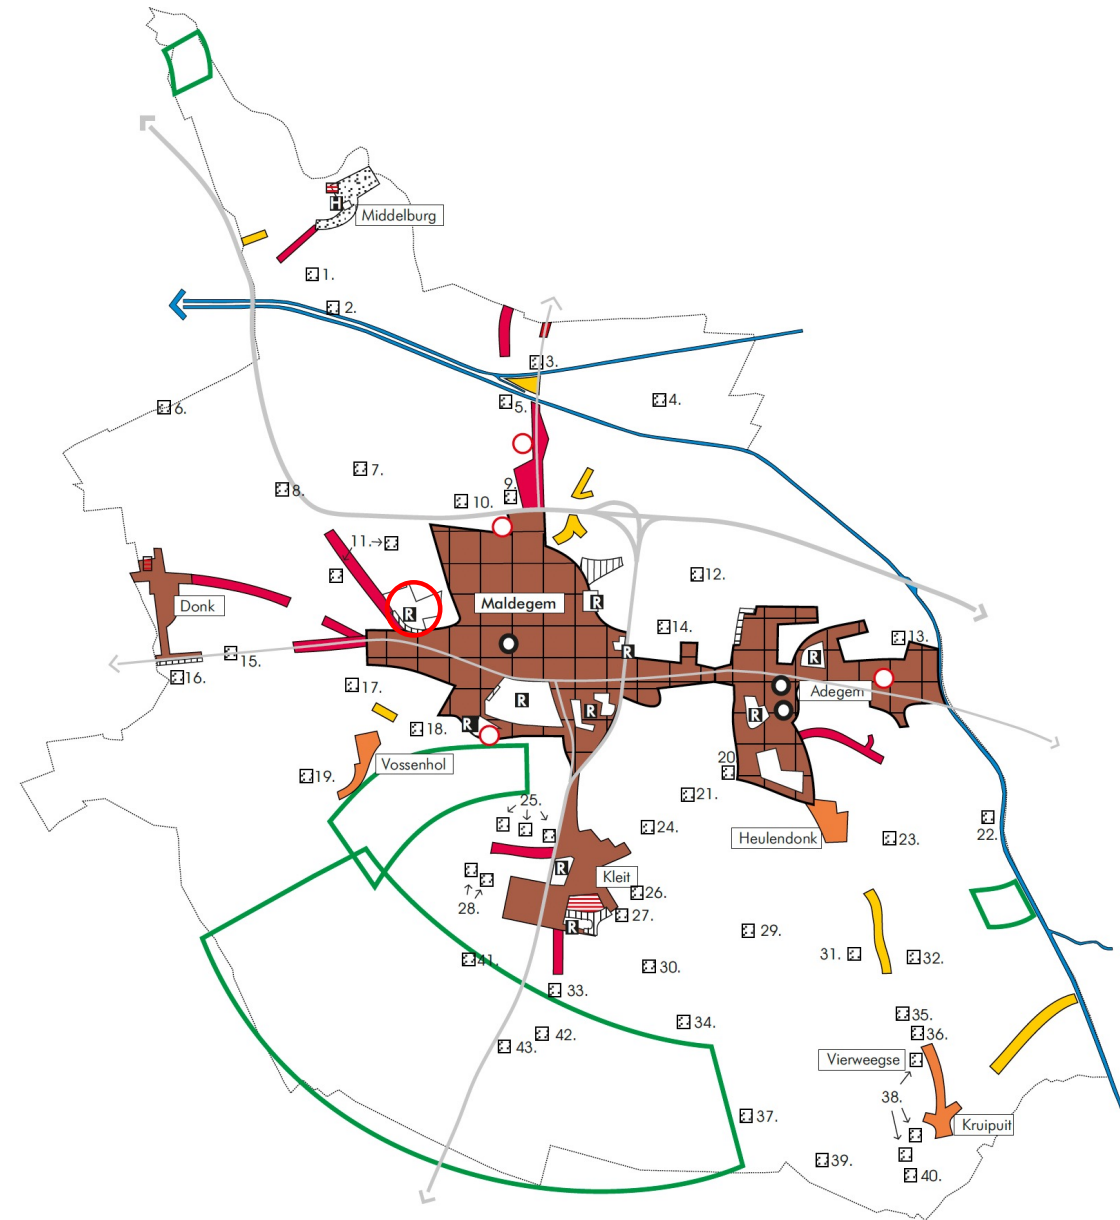 H
Middelburg
1.
2.
3.
5.
4.
6.
7.
8.
9.
10.
11.
12.
R
Maldegem
R
Donk
14.
13.
R
R
15.
16.
17.
Adegem
R
R
R
R
18.
Vossenhol
19.
20
21.
25.
24.
22.
Heulendonk
23.
R
Kleit
28.
26.
27.
R
29.
31.
32.
41.
30.
33.
34.
35.
36.
42.
43.
Vierweegse
38.
37.
Kruipuit
39.
40.